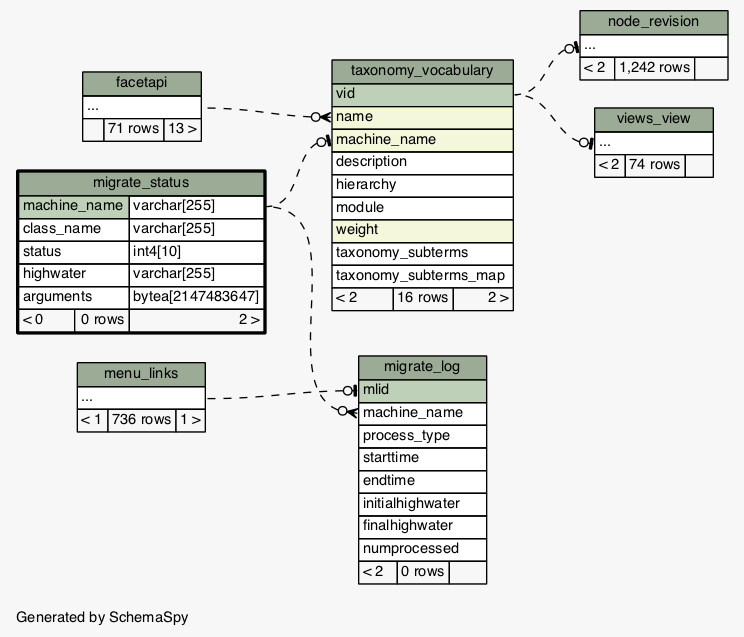 node_revision
...
< 2 1,242 rows
taxonomy_vocabulary
vid
name
machine_name
description
hierarchy
module
weight
taxonomy_subterms
taxonomy_subterms_map
< 2 16 rows 2 >
facetapi
...
71 rows 13 >
views_view
...
< 2 74 rows
migrate_status
machine_name varchar[255]
class_name varchar[255]
status int4[10]
highwater varchar[255]
arguments bytea[2147483647]
< 0 0 rows 2 >
menu_links
...
< 1 736 rows 1 >
migrate_log
mlid
machine_name
process_type
starttime
endtime
initialhighwater
finalhighwater
numprocessed
< 2 0 rows
Generated by SchemaSpy